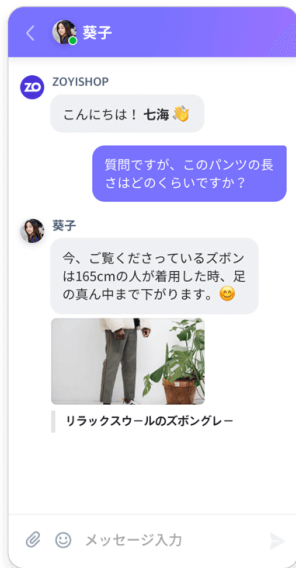 葵子
ZO
ZOYISHOP
こんにちは！ 七海 👋
質問ですが、このパンツの長
さはどのくらいですか？
葵子
今、ご覧くださっているズボン
は165cmの人が着用した時、足
の真ん中まで下がります。😊
リラックスウールのズボングレー
メッセージ入力